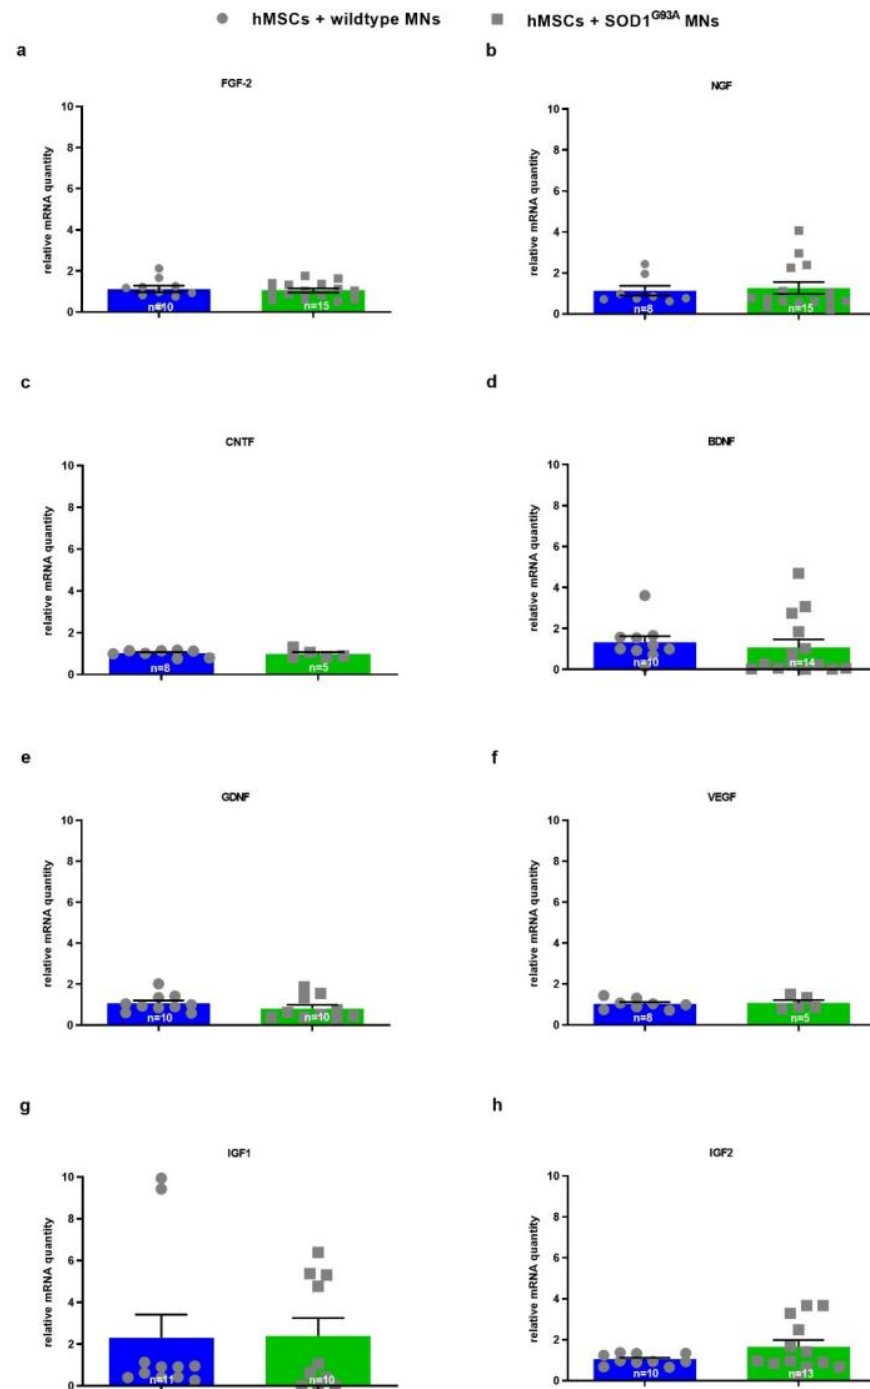 hMSCs + wildtype MNs hMSCs + SOD1G93A MNs
a
FGF-2
relative mRNA quantity
10
8
6
4
2
0
n=10 n=15
b
NGF
relative mRNA quantity
10
8
6
4
2
0
n=8 n=15
c
CNTF
relative mRNA quantity
10
8
6
4
2
0
n=8 n=5
d
BDNF
relative mRNA quantity
10
8
6
4
2
0
n=10 n=14
e
GDNF
relative mRNA quantity
10
8
6
4
2
0
n=10 n=10
f
VEGF
relative mRNA quantity
10
8
6
4
2
0
n=8 n=5
g
IGF1
relative mRNA quantity
10
8
6
4
2
0
n=11 n=10
h
IGF2
relative mRNA quantity
10
8
6
4
2
0
n=10 n=13